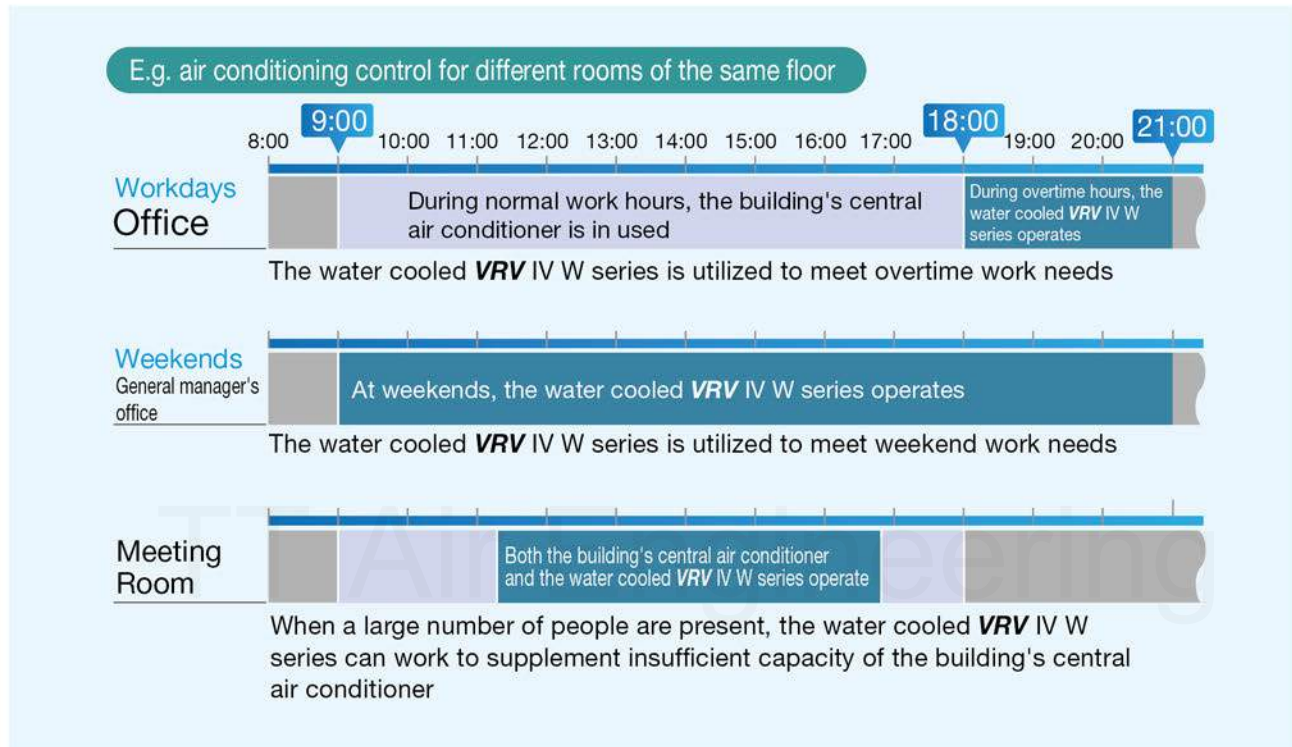 E.g. air conditioning control for different rooms of the same floor
8:00 9:00 10:00 11:00 12:00 13:00 14:00 15:00 16:00 17:00 18:00 19:00 20:00 21:00
Workdays
Office
During normal work hours, the building's central
air conditioner is in used
During overtime hours, the
water cooled VRV IV W
series operates
The water cooled VRV IV W series is utilized to meet overtime work needs
Weekends
General manager's
office
At weekends, the water cooled VRV IV W series operates
The water cooled VRV IV W series is utilized to meet weekend work needs
TT Air Engineering
Meeting
Room
Both the building's central air conditioner
and the water cooled VRV IV W series operate
When a large number of people are present, the water cooled VRV IV W
series can work to supplement insufficient capacity of the building's central
air conditioner